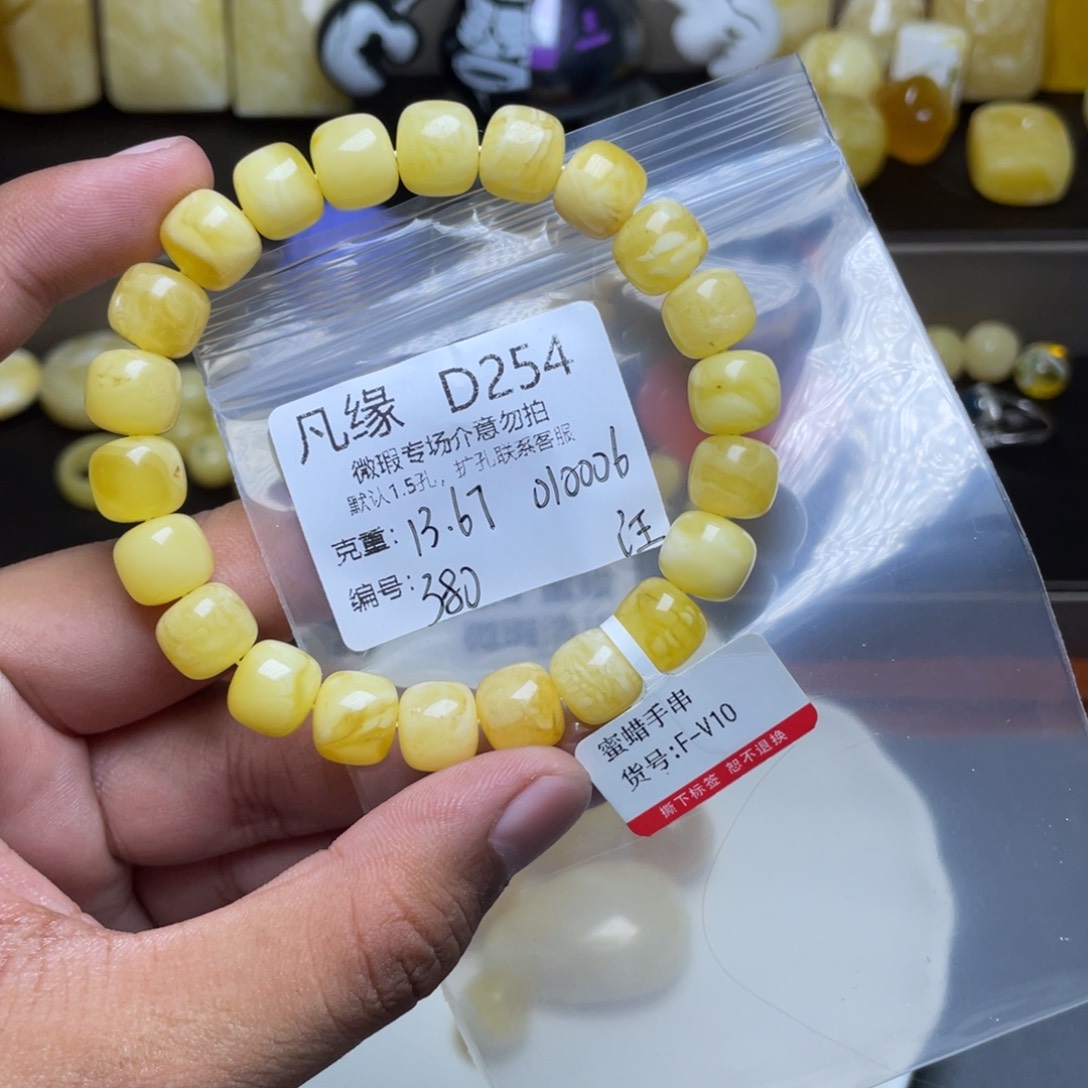 凡缘 D254
微瑕专场介意勿拍
默认1.5孔，扩孔联系客服
克重：13.67 012006
汪
编号：380
蜜蜡手串
货号：F-V10
撕下标签 恕不退换